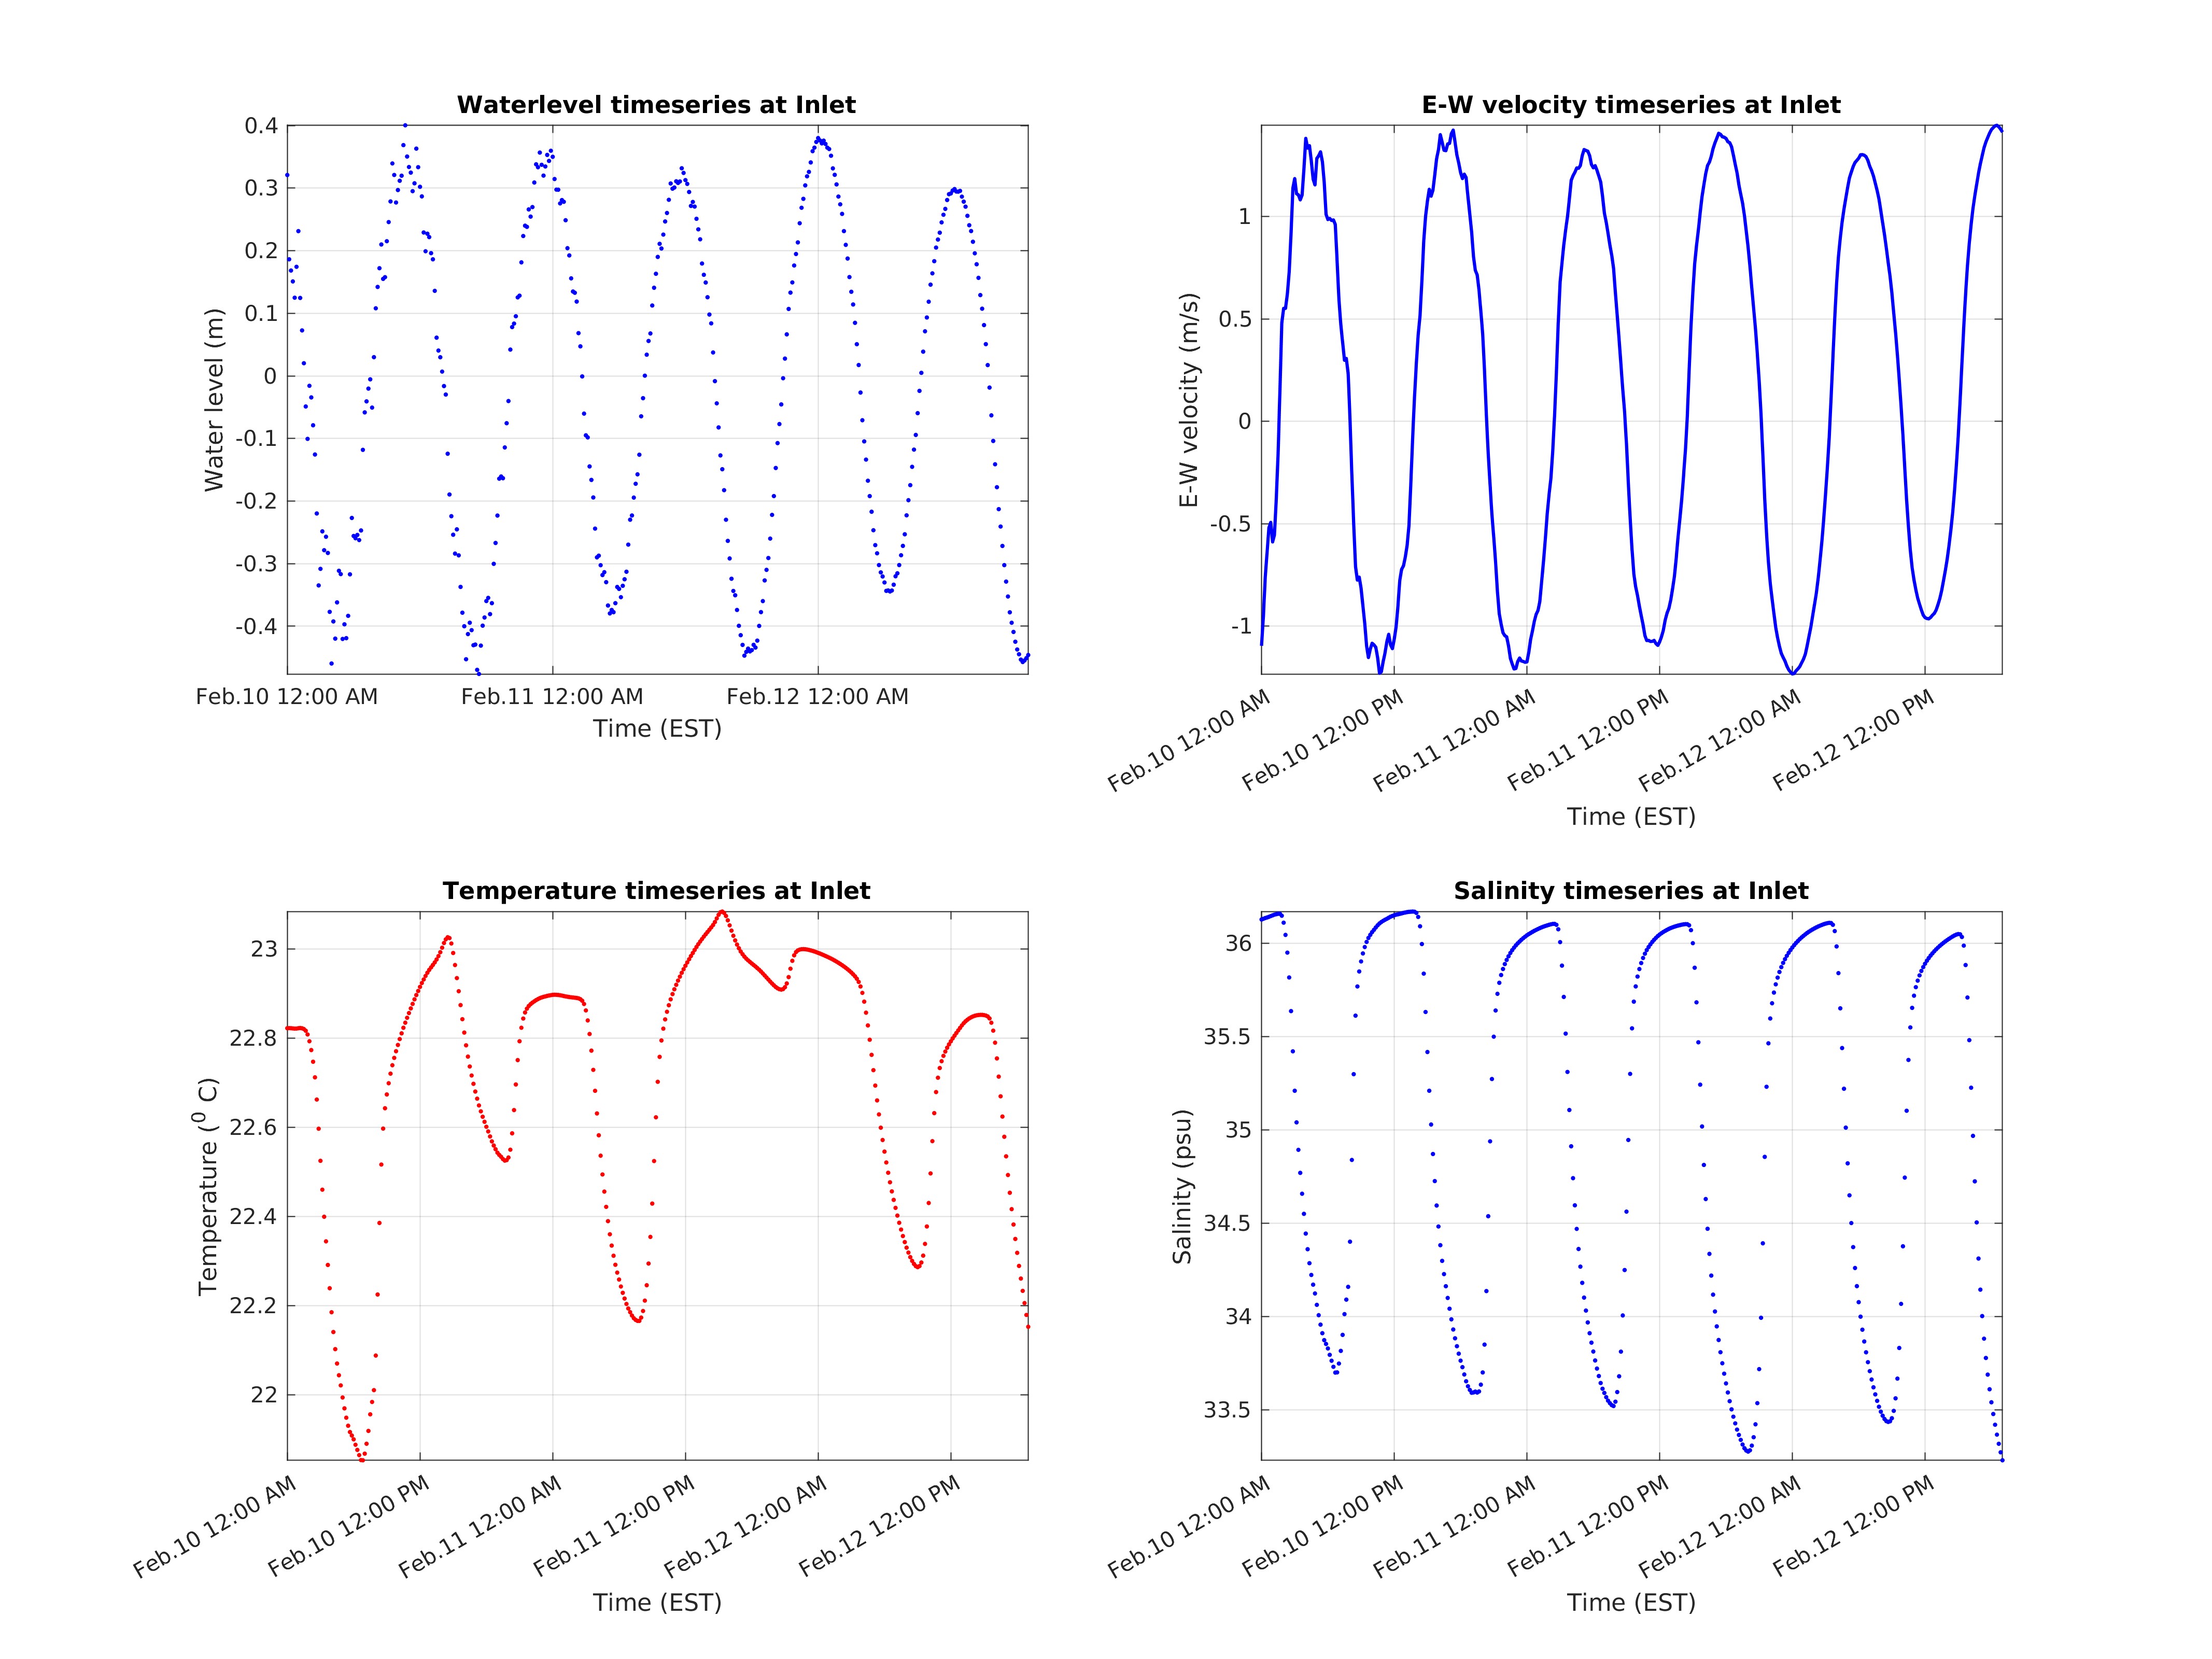 Waterlevel timeseries at Inlet
0.4
0.3
0.2
0.1
0
-0.1
-0.2
-0.3
-0.4
Water level (m)
Feb.10 12:00 AM
Feb.11 12:00 AM
Feb.12 12:00 AM
Time (EST)
E-W velocity timeseries at Inlet
1
0.5
0
-0.5
-1
E-W velocity (m/s)
Feb.10 12:00 AM
Feb.10 12:00 PM
Feb.11 12:00 AM
Feb.11 12:00 PM
Feb.12 12:00 AM
Feb.12 12:00 PM
Time (EST)
Temperature timeseries at Inlet
23
22.8
22.6
22.4
22.2
22
Temperature (⁰ C)
Feb.10 12:00 AM
Feb.10 12:00 PM
Feb.11 12:00 AM
Feb.11 12:00 PM
Feb.12 12:00 AM
Feb.12 12:00 PM
Time (EST)
Salinity timeseries at Inlet
36
35.5
35
34.5
34
33.5
Salinity (psu)
Feb.10 12:00 AM
Feb.10 12:00 PM
Feb.11 12:00 AM
Feb.11 12:00 PM
Feb.12 12:00 AM
Feb.12 12:00 PM
Time (EST)